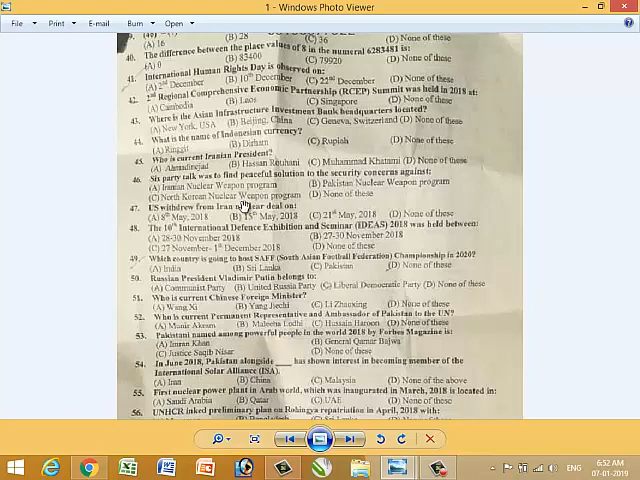 1 - Windows Photo Viewer
File Print E-mail Burn Open
(A) 16 (B) 28 (C) 36 (D) None of these
40. The difference between the place values of 8 in the numeral 6283481 is:
(A) 0 (B) 83400 (C) 79920 (D) None of these
41. International Human Rights Day is observed on:
(A) 2nd December (B) 10th December (C) 22nd December (D) None of these
42. 2nd Regional Comprehensive Economic Partnership (RCEP) Summit was held in 2018 at:
(A) Cambodia (B) Laos (C) Singapore (D) None of these
43. Where is the Asian Infrastructure Investment Bank headquarters located?
(A) New York, USA (B) Beijing, China (C) Geneva, Switzerland (D) None of these
44. What is the name of Indonesian currency?
(A) Ringgit (B) Dirham (C) Rupiah (D) None of these
45. Who is current Iranian President?
(A) Ahmadinejad (B) Hassan Rouhani (C) Muhammad Khatami (D) None of these
46. Six party talk was to find peaceful solution to the security concerns against:
(A) Iranian Nuclear Weapon program (B) Pakistan Nuclear Weapon program
(C) North Korean Nuclear Weapon program (D) None of these
47. US withdrew from Iran nuclear deal on:
(A) 8th May, 2018 (B) 15th May, 2018 (C) 21st May, 2018 (D) None of these
48. The 10th International Defence Exhibition and Seminar (IDEAS) 2018 was held between:
(A) 28-30 November 2018 (B) 27-30 November 2018
(C) 27 November- 1st December 2018 (D) None of these
49. Which country is going to host SAFF (South Asian Football Federation) Championship in 2020?
(A) India (B) Sri Lanka (C) Pakistan (D) None of these
50. Russian President Vladimir Putin belongs to:
(A) Communist Party (B) United Russia Party (C) Liberal Democratic Party (D) None of these
51. Who is current Chinese Foreign Minister?
(A) Wang Xi (B) Yang Jiechi (C) Li Zhaoxing (D) None of these
52. Who is current Permanent Representative and Ambassador of Pakistan to the UN?
(A) Munir Akram (B) Maleeha Lodhi (C) Hussain Haroon (D) None of these
53. Pakistani named among powerful people in the world 2018 by Forbes Magazine is:
(A) Imran Khan (B) General Qamar Bajwa
(C) Justice Saqib Nisar (D) None of these
54. In June 2018, Pakistan alongside ____ has shown interest in becoming member of the
International Solar Alliance (ISA).
(A) Iran (B) China (C) Malaysia (D) None of the above
55. First nuclear power plant in Arab world, which was inaugurated in March, 2018 is located in:
(A) Saudi Arabia (B) Qatar (C) UAE (D) None of these
56. UNHCR inked preliminary plan on Rohingya repatriation in April, 2018 with:
ENG 6:52 AM
07-01-2019